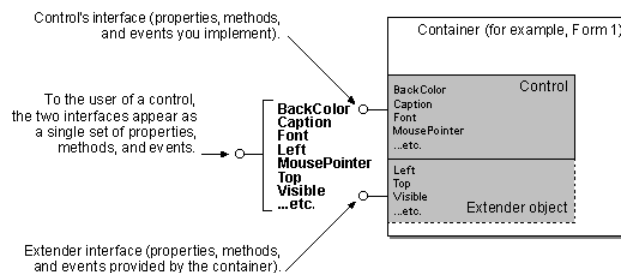 Control's interface (properties, methods,
and events you implement).
Container (for example, Form 1)
Control
BackColor
Caption
Font
MousePointer
...etc.
To the user of a control,
the two interfaces appear as
a single set of properties,
methods, and events.
BackColor
Caption
Font
Left
MousePointer
Top
Visible
...etc.
Left
Top
Visible
...etc.
Extender object
Extender interface (properties, methods,
and events provided by the container).